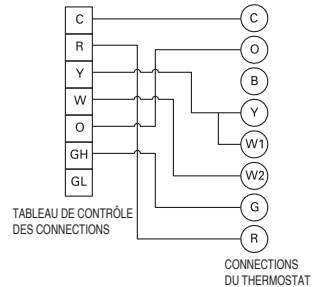 C
R
Y
W
O
GH
GL
TABLEAU DE CONTRÔLE
DES CONNECTIONS
C
O
B
Y
W1
W2
G
R
CONNECTIONS
DU THERMOSTAT